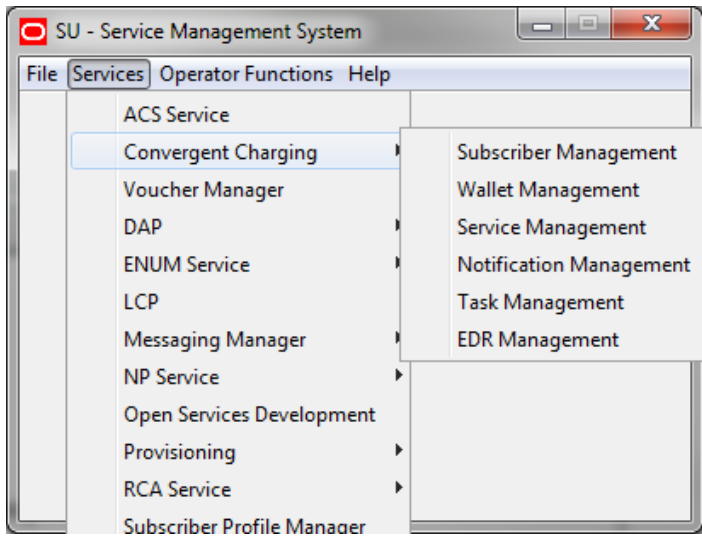 SU - Service Management System
File Services Operator Functions Help
ACS Service
Convergent Charging
Voucher Manager
DAP
ENUM Service
LCP
Messaging Manager
NP Service
Open Services Development
Provisioning
RCA Service
Subscriber Profile Manager
Subscriber Management
Wallet Management
Service Management
Notification Management
Task Management
EDR Management